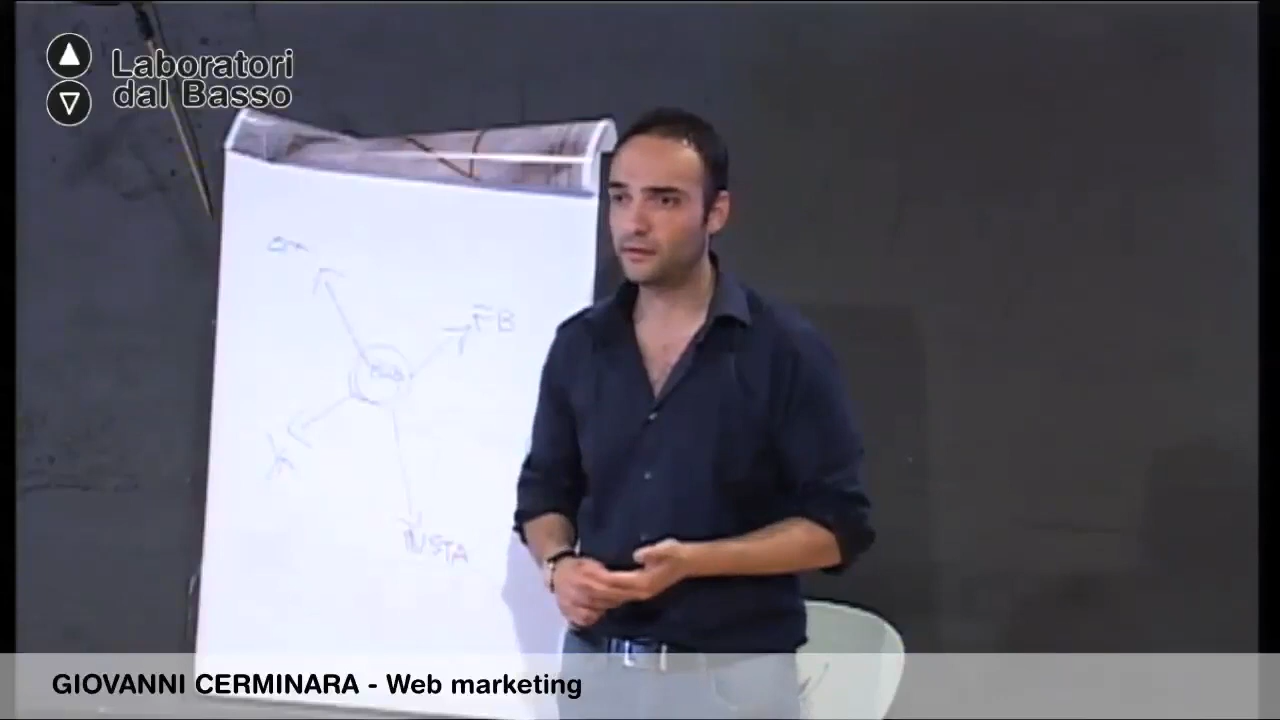 Laboratori
dal Basso
FB
INSTA
GIOVANNI CERMINARA - Web marketing